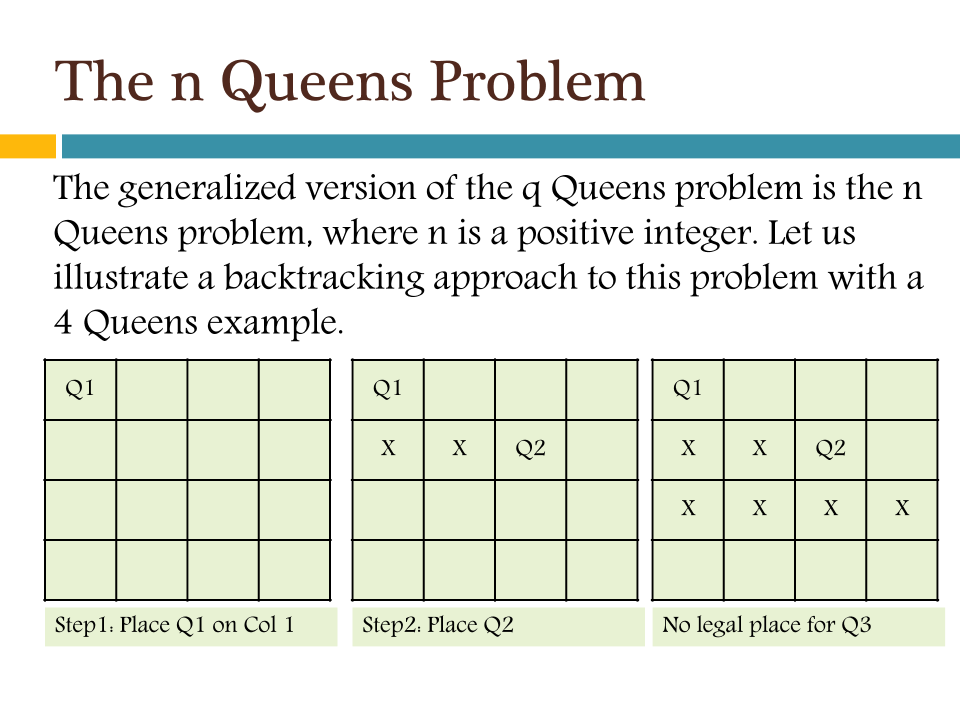 The n Queens Problem
The generalized version of the q Queens problem is the n
Queens problem, where n is a positive integer. Let us
illustrate a backtracking approach to this problem with a
4 Queens example.
Q1
Step1: Place Q1 on Col 1
Q1
X X Q2
Step2: Place Q2
Q1
X X Q2
X X X X
No legal place for Q3